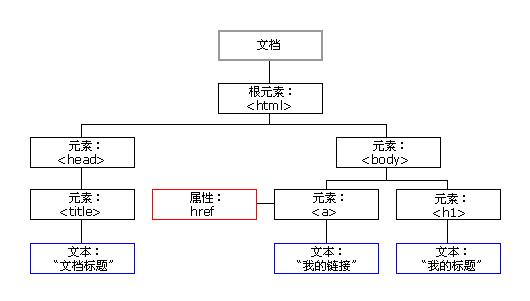 文档
根元素：
<html>
元素：
<head>
元素：
<body>
元素：
<title>
属性：
href
元素：
<a>
元素：
<h1>
文本：
“文档标题”
文本：
“我的链接”
文本：
“我的标题”